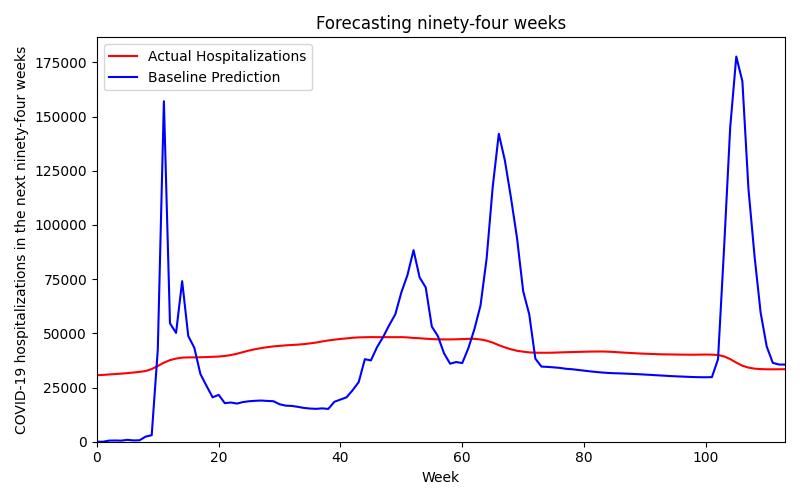 Forecasting ninety-four weeks
Actual Hospitalizations
Baseline Prediction
COVID-19 hospitalizations in the next ninety-four weeks
175000
150000
125000
100000
75000
50000
25000
0
0 20 40 60 80 100
Week